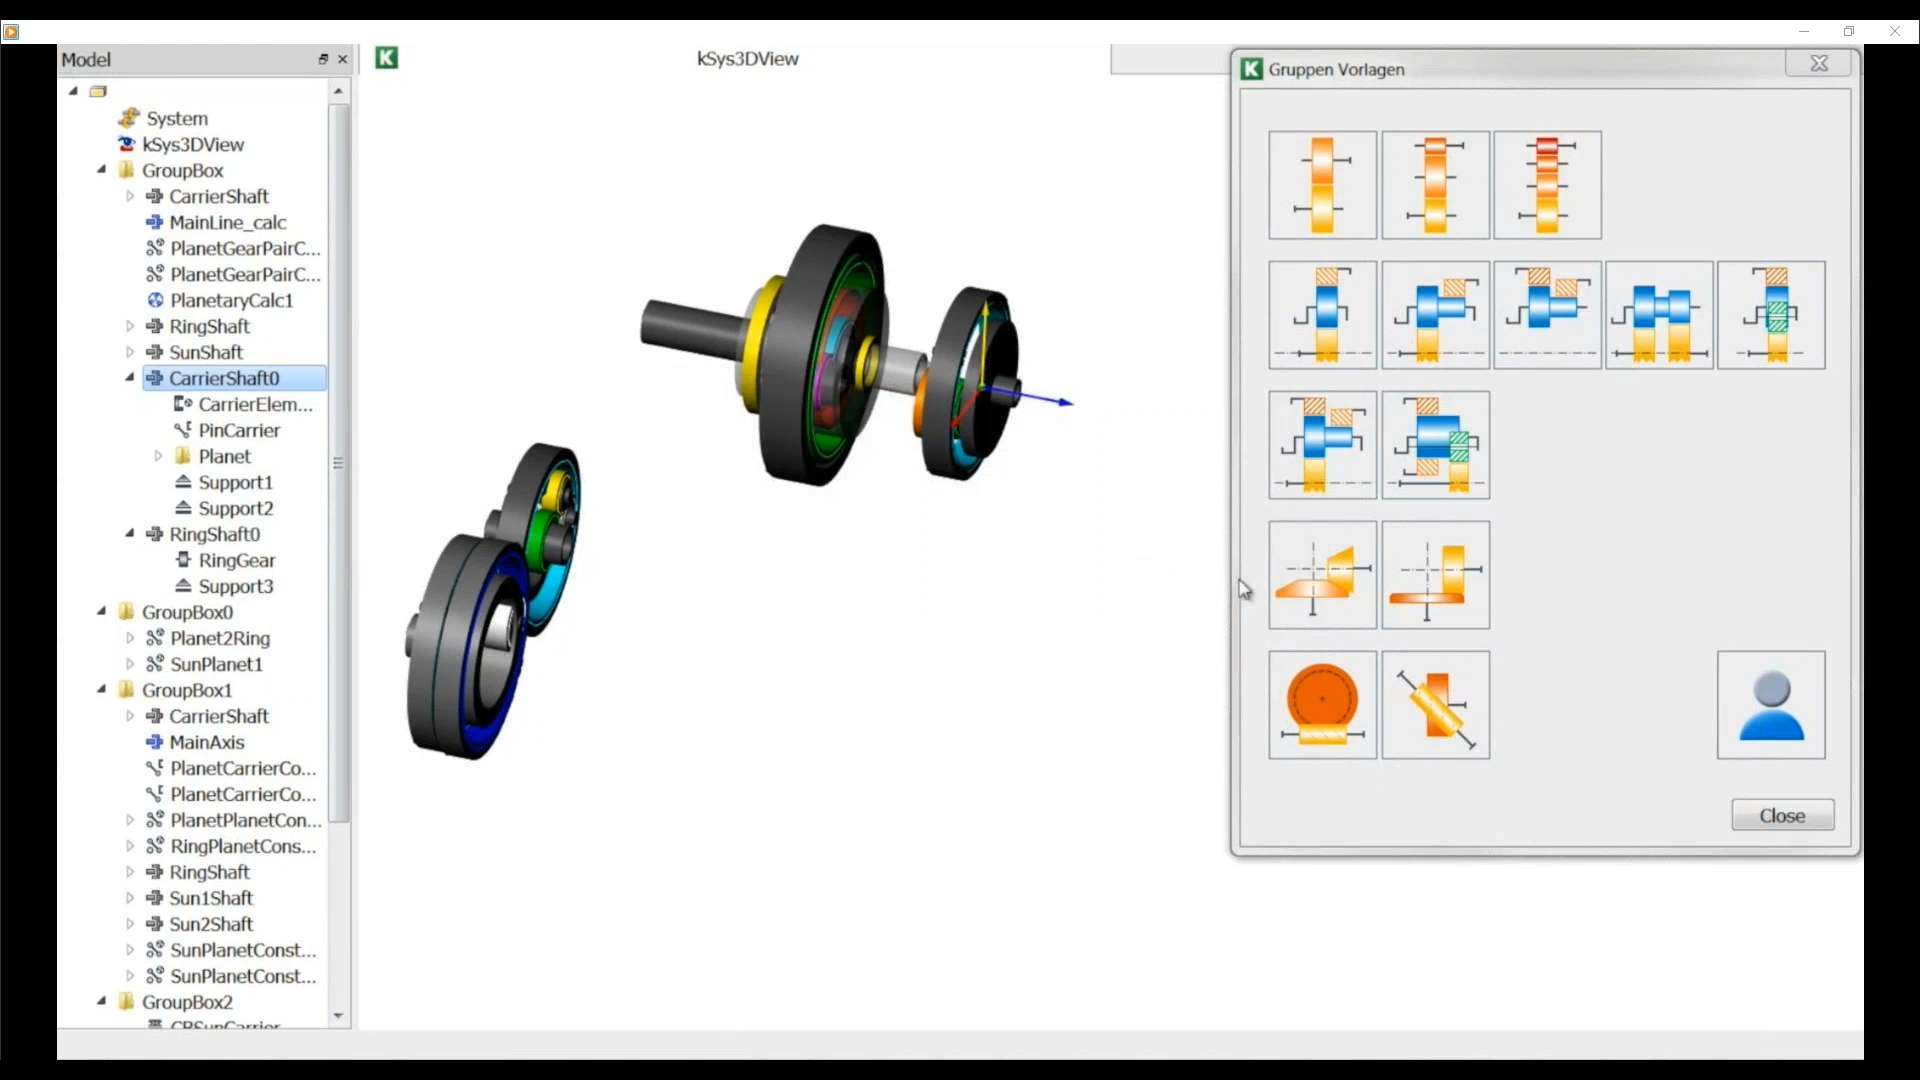 Model
kSys3DView
Gruppen Vorlagen
System
kSys3DView
GroupBox
CarrierShaft
MainLine_calc
PlanetGearPairC...
PlanetGearPairC...
PlanetaryCalc1
RingShaft
SunShaft
CarrierShaft0
CarrierElem...
PinCarrier
Planet
Support1
Support2
RingShaft0
RingGear
Support3
GroupBox0
Planet2Ring
SunPlanet1
GroupBox1
CarrierShaft
MainAxis
PlanetCarrierCo...
PlanetCarrierCo...
PlanetPlanetCon...
RingPlanetCons...
RingShaft
Sun1Shaft
Sun2Shaft
SunPlanetConst...
SunPlanetConst...
GroupBox2
Close